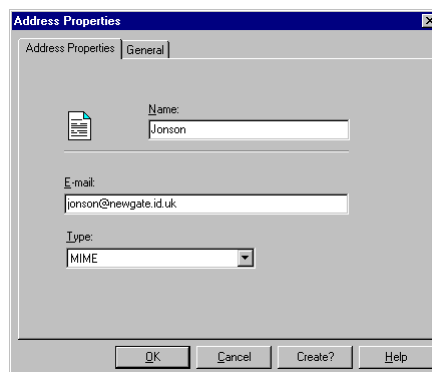 Address Properties
Address Properties General
Name:
Jonson
E-mail:
jonson@newgate.id.uk
Type:
MIME
OK Cancel Create? Help